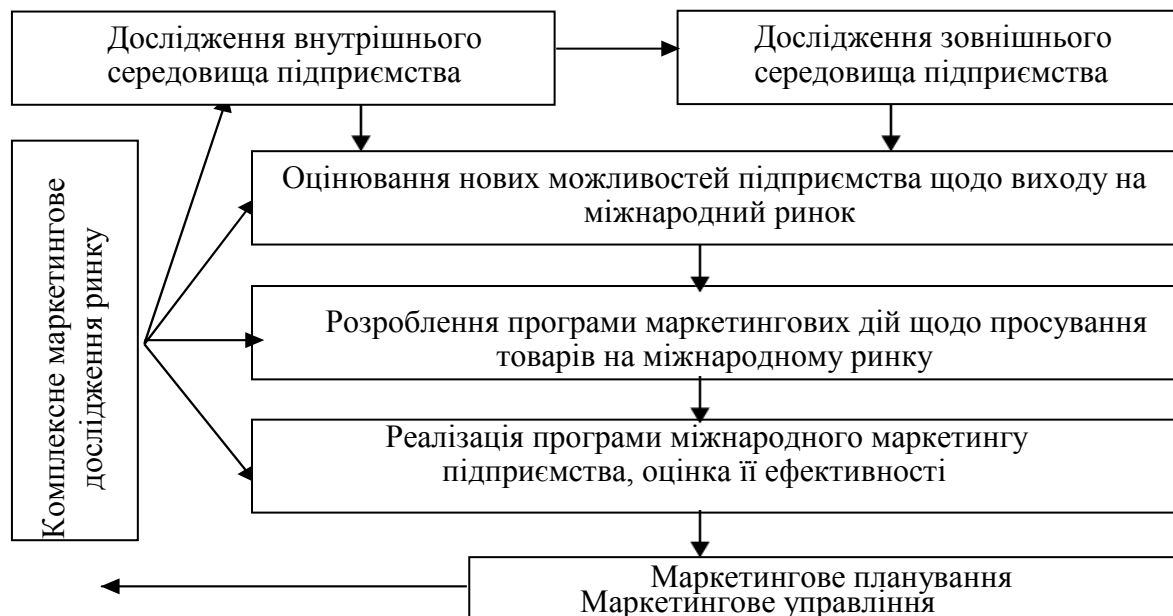 Дослідження внутрішнього
середовища підприємства
Дослідження зовнішнього
середовища підприємства
Комплексне маркетингове
дослідження ринку
Оцінювання нових можливостей підприємства щодо виходу на
міжнародний ринок
Розроблення програми маркетингових дій щодо просування
товарів на міжнародному ринку
Реалізація програми міжнародного маркетингу
підприємства, оцінка її ефективності
Маркетингове планування
Маркетингове управління